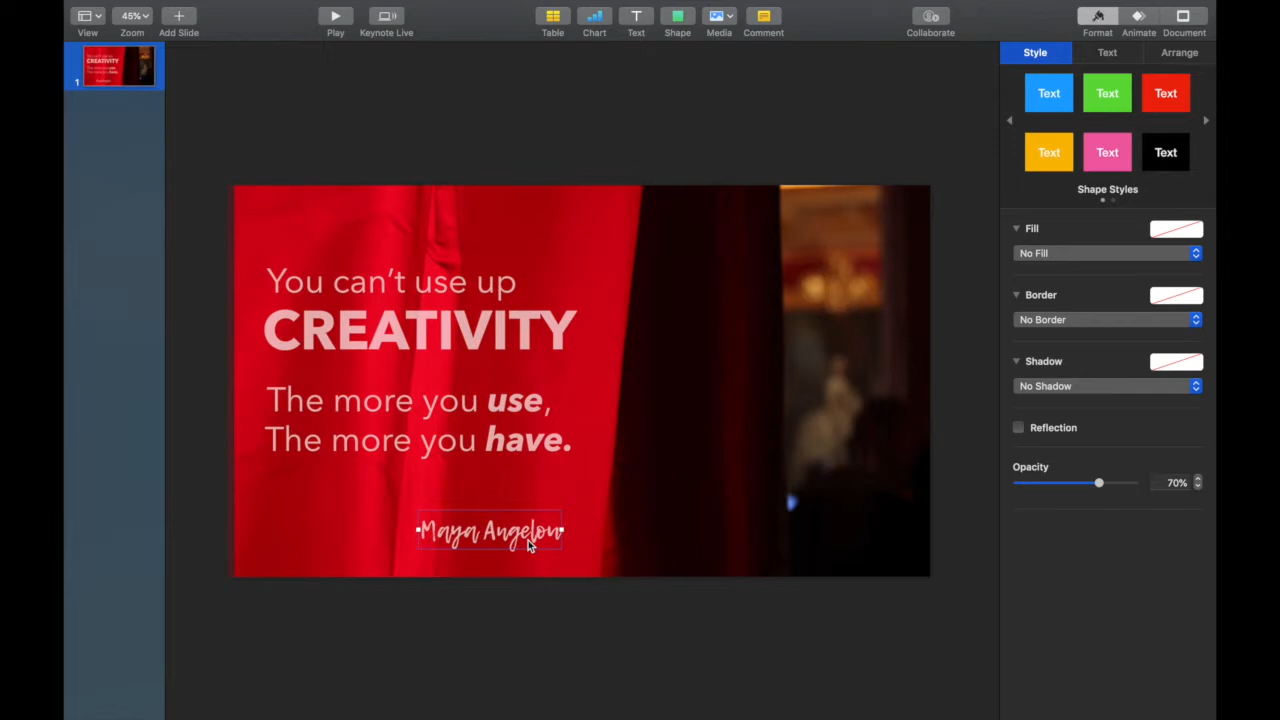 View
45%
Zoom
Add Slide
Play
Keynote Live
Table
Chart
Text
Shape
Media
Comment
Collaborate
Format
Animate
Document
1
Style
Text
Arrange
Text
Text
Text
Text
Text
Text
Shape Styles
Fill
No Fill
Border
No Border
Shadow
No Shadow
Reflection
Opacity
70%
You can’t use up
CREATIVITY
The more you use,
The more you have.
Maya Angelou